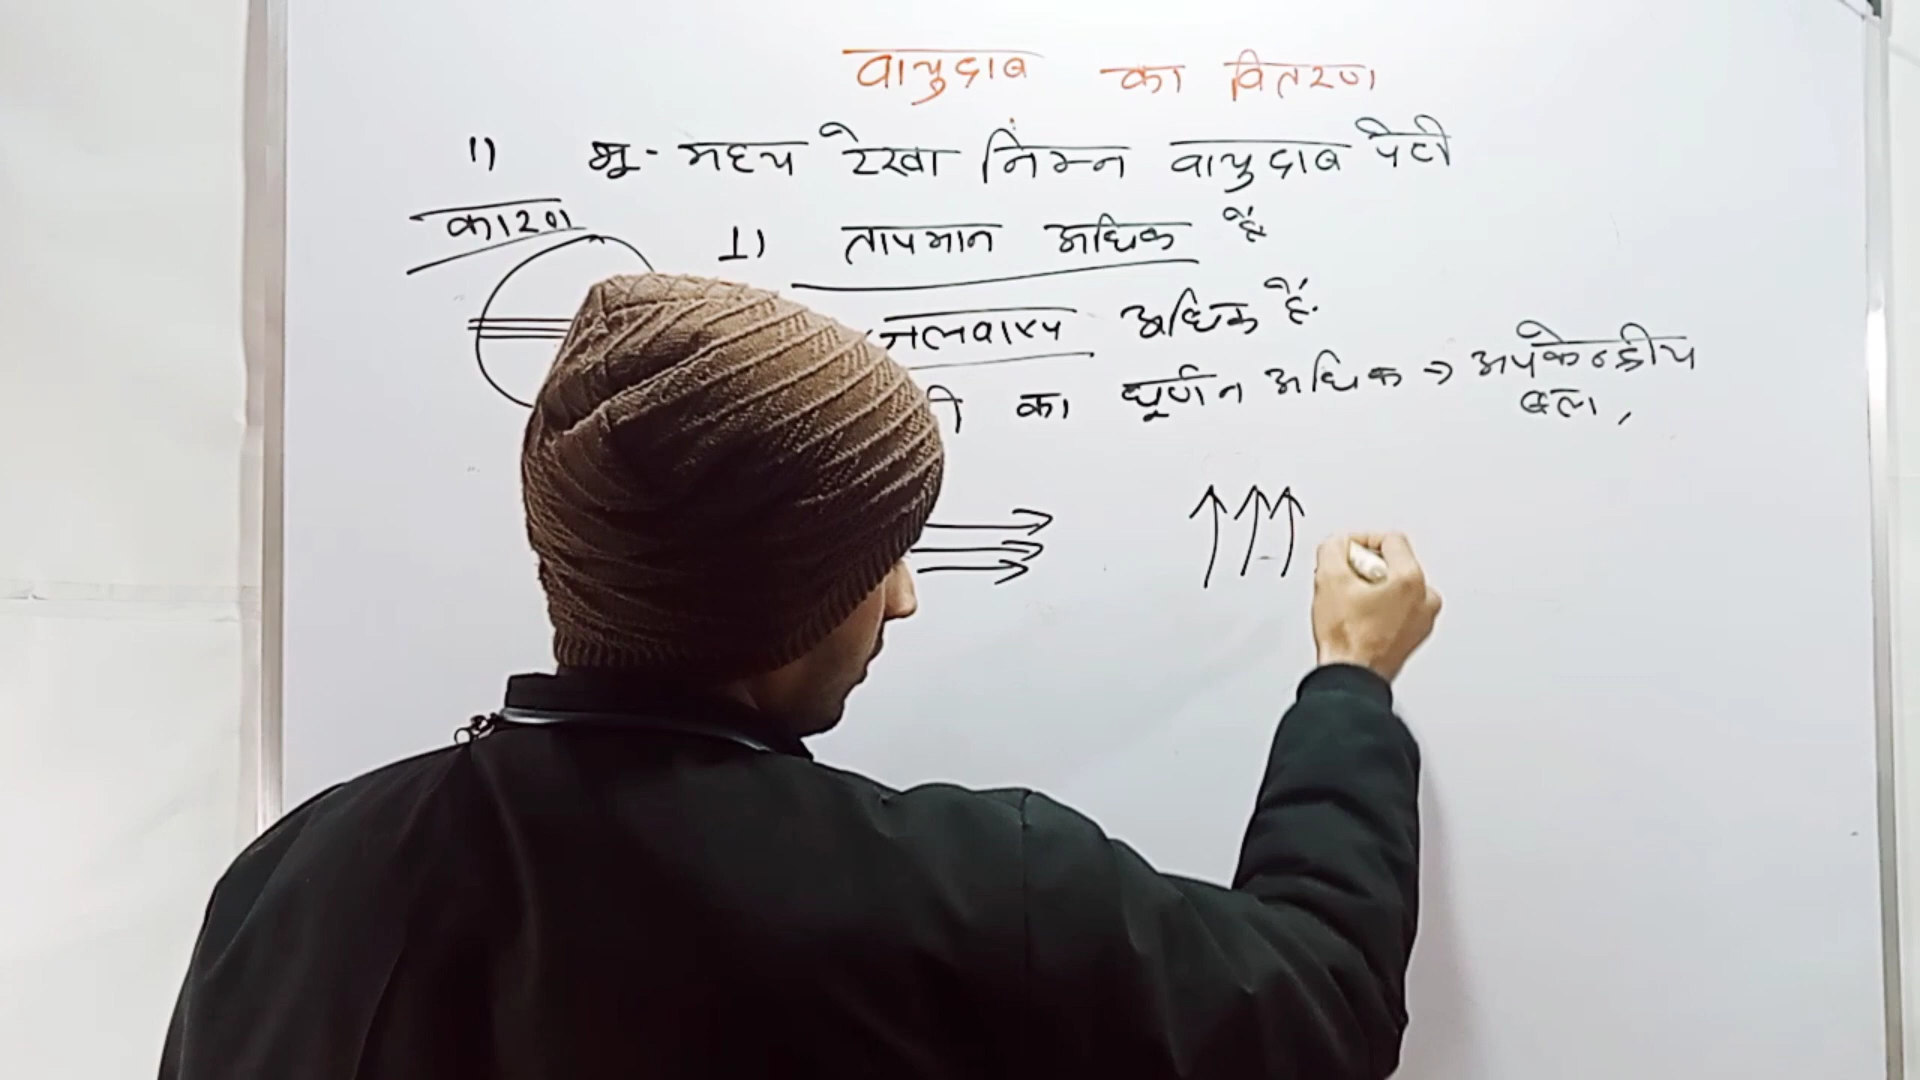 वायुदाब का वितरण
1) भू-मध्य रेखा निम्न वायुदाब पेटी
कारण
1) तापमान अधिक है
जलवाष्प अधिक है.
का घूर्णन अधिक → अपकेन्द्रीय
बल,